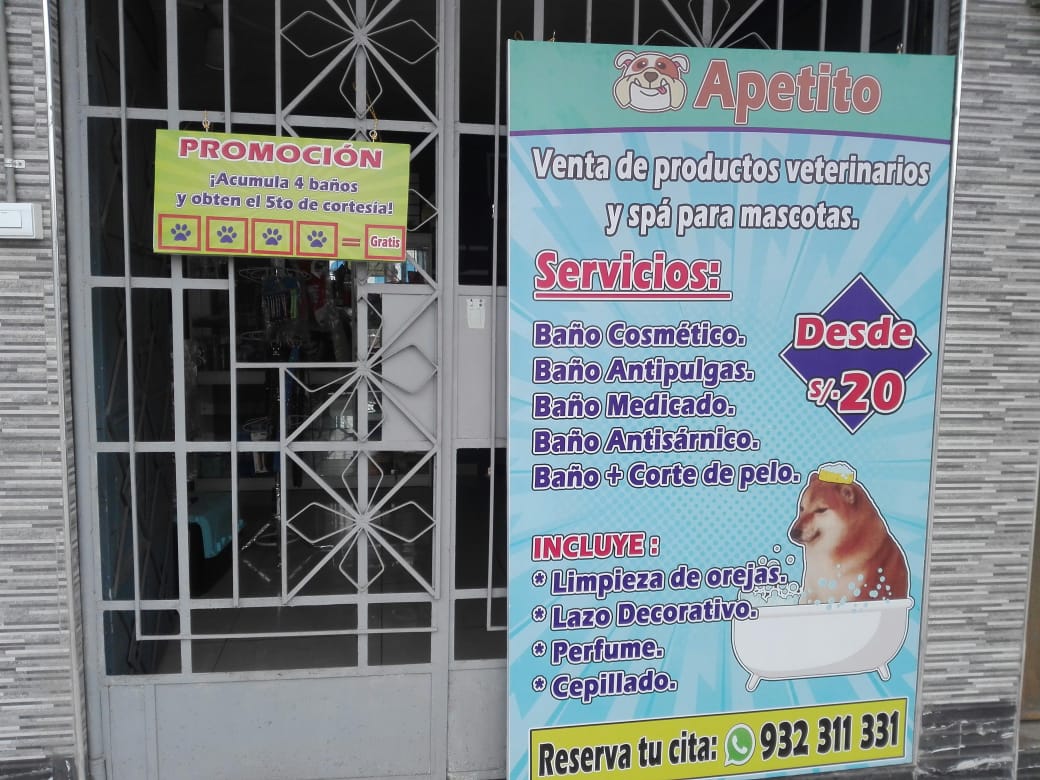 PROMOCIÓN
¡Acumula 4 baños
y obten el 5to de cortesía!
= Gratis
Apetito
Venta de productos veterinarios
y spá para mascotas.
Servicios:
Baño Cosmético.
Baño Antipulgas.
Baño Medicado.
Baño Antisárnico.
Baño + Corte de pelo.
Desde
S/. 20
INCLUYE :
* Limpieza de orejas.
* Lazo Decorativo.
* Perfume.
* Cepillado.
Reserva tu cita: 932 311 331